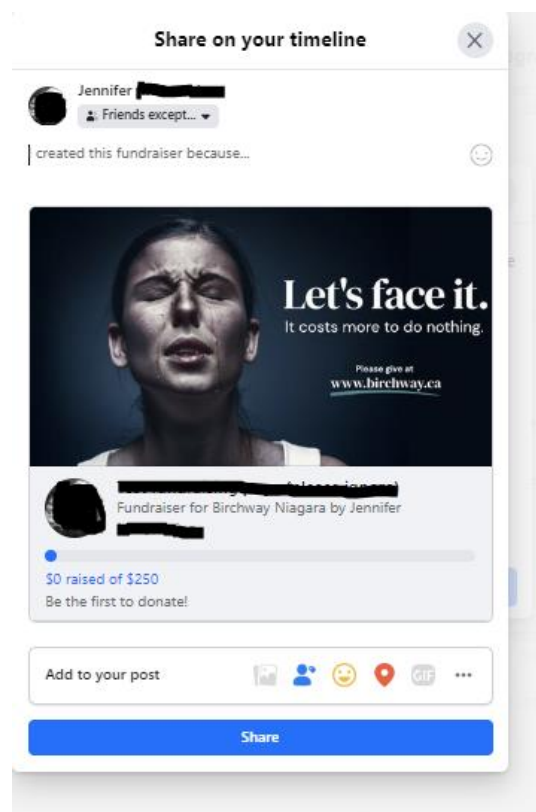 Share on your timeline
Jennifer
Friends except...
created this fundraiser because...
Let's face it.
It costs more to do nothing.
Please give at
www.birchway.ca
Fundraiser for Birchway Niagara by Jennifer
$0 raised of $250
Be the first to donate!
Add to your post
GIF
Share